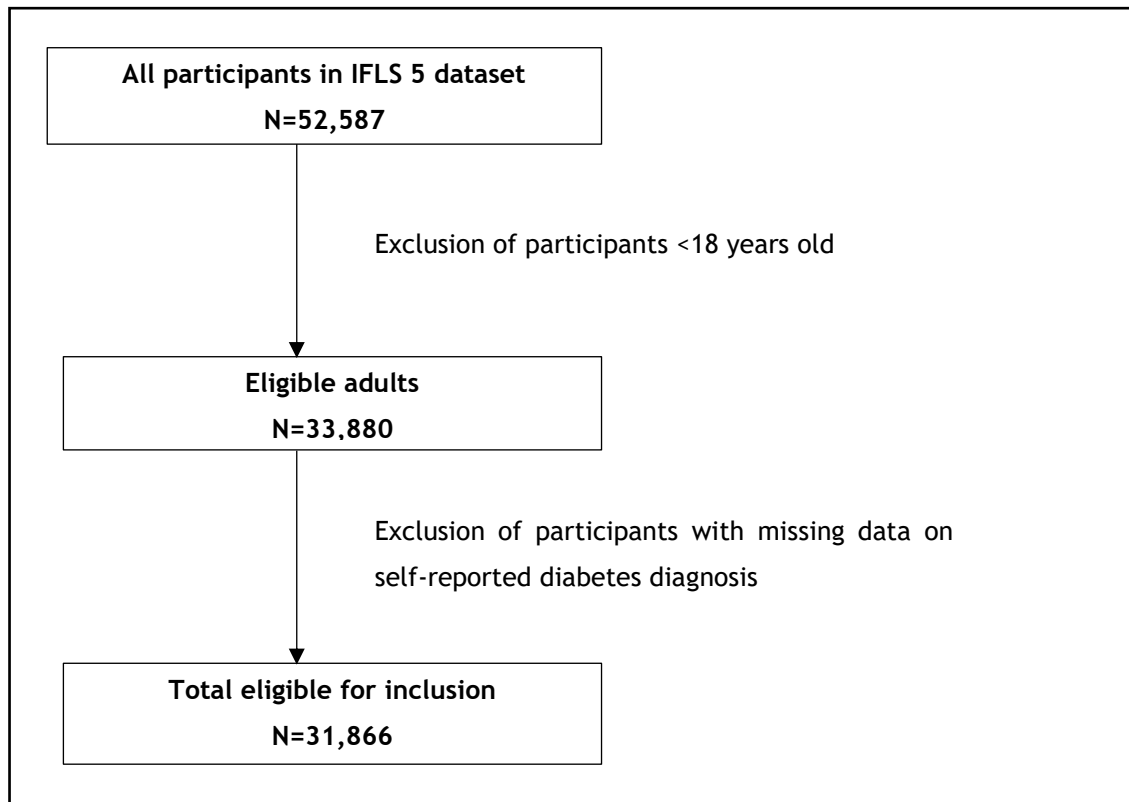 All participants in IFLS 5 dataset
N=52,587
Exclusion of participants <18 years old
Eligible adults
N=33,880
Exclusion of participants with missing data on
self-reported diabetes diagnosis
Total eligible for inclusion
N=31,866